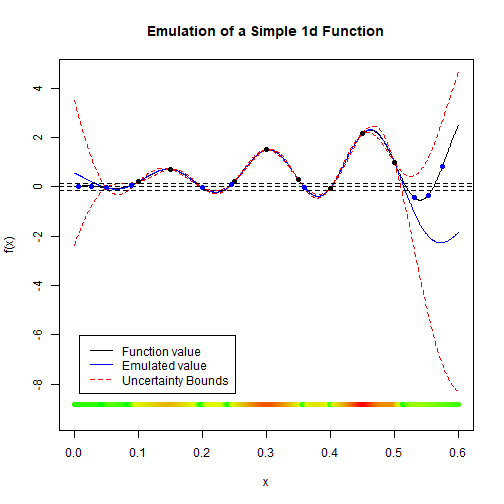 Emulation of a Simple 1d Function
f(x)
4
2
0
-2
-4
-6
-8
Function value
Emulated value
Uncertainty Bounds
0.0 0.1 0.2 0.3 0.4 0.5 0.6
x